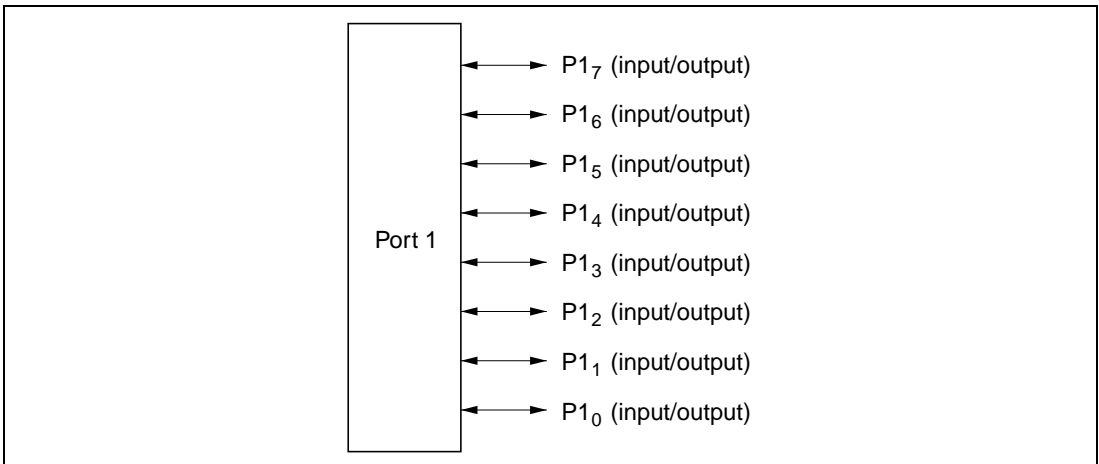 P1₇ (input/output)
P1₆ (input/output)
P1₅ (input/output)
P1₄ (input/output)
Port 1
P1₃ (input/output)
P1₂ (input/output)
P1₁ (input/output)
P1₀ (input/output)